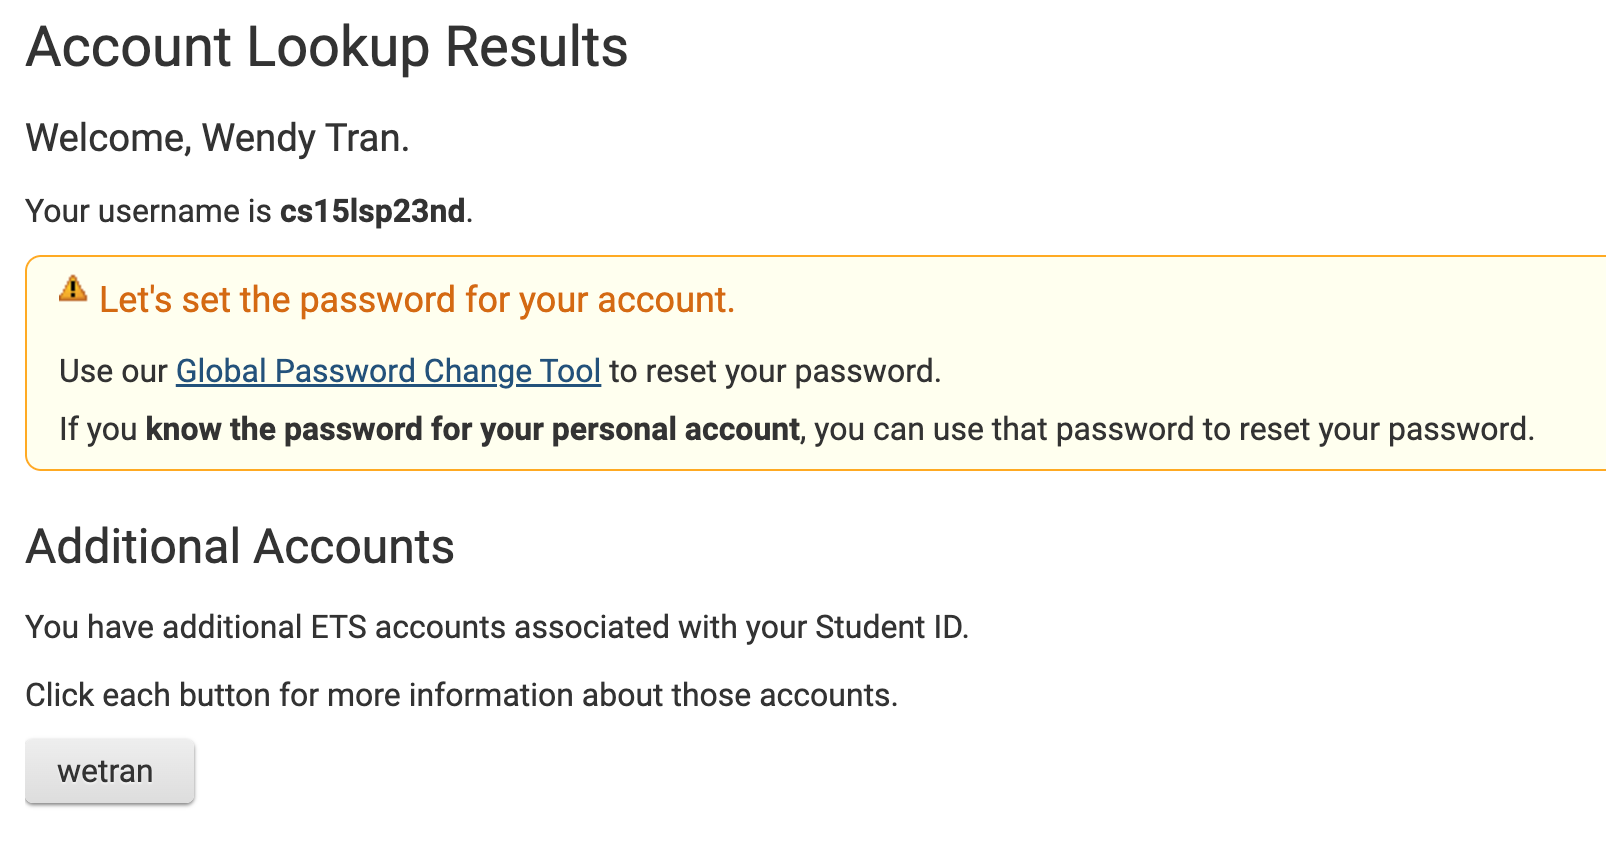 Account Lookup Results
Welcome, Wendy Tran.
Your username is cs15lsp23nd.
Let's set the password for your account.
Use our Global Password Change Tool to reset your password.
If you know the password for your personal account, you can use that password to reset your password.
Additional Accounts
You have additional ETS accounts associated with your Student ID.
Click each button for more information about those accounts.
wetran